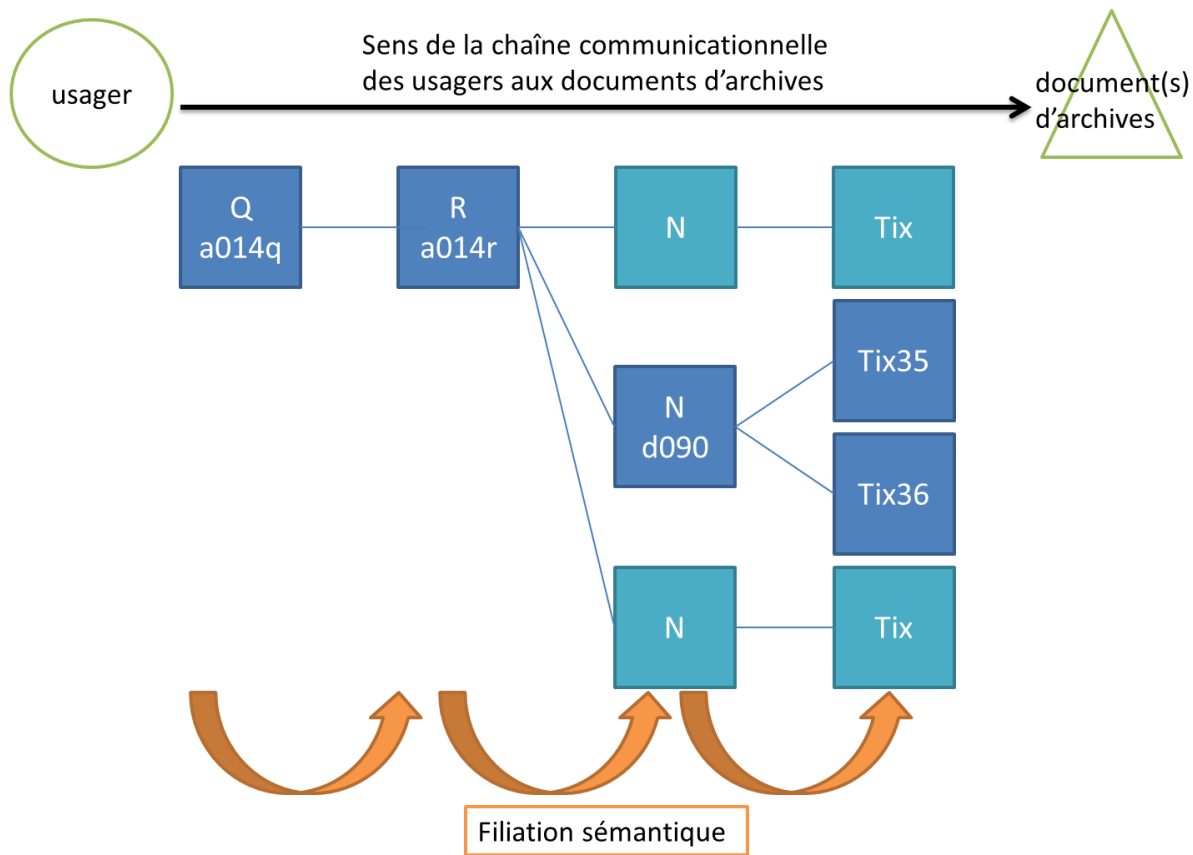 usager
Sens de la chaîne communicationnelle
des usagers aux documents d'archives
document(s)
d'archives
Q
a014q
R
a014r
N
Tix
Tix35
N
d090
Tix36
N
Tix
Filiation sémantique